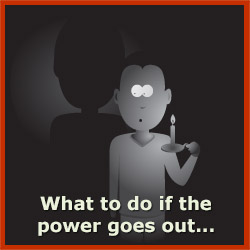 What to do if the
power goes out...